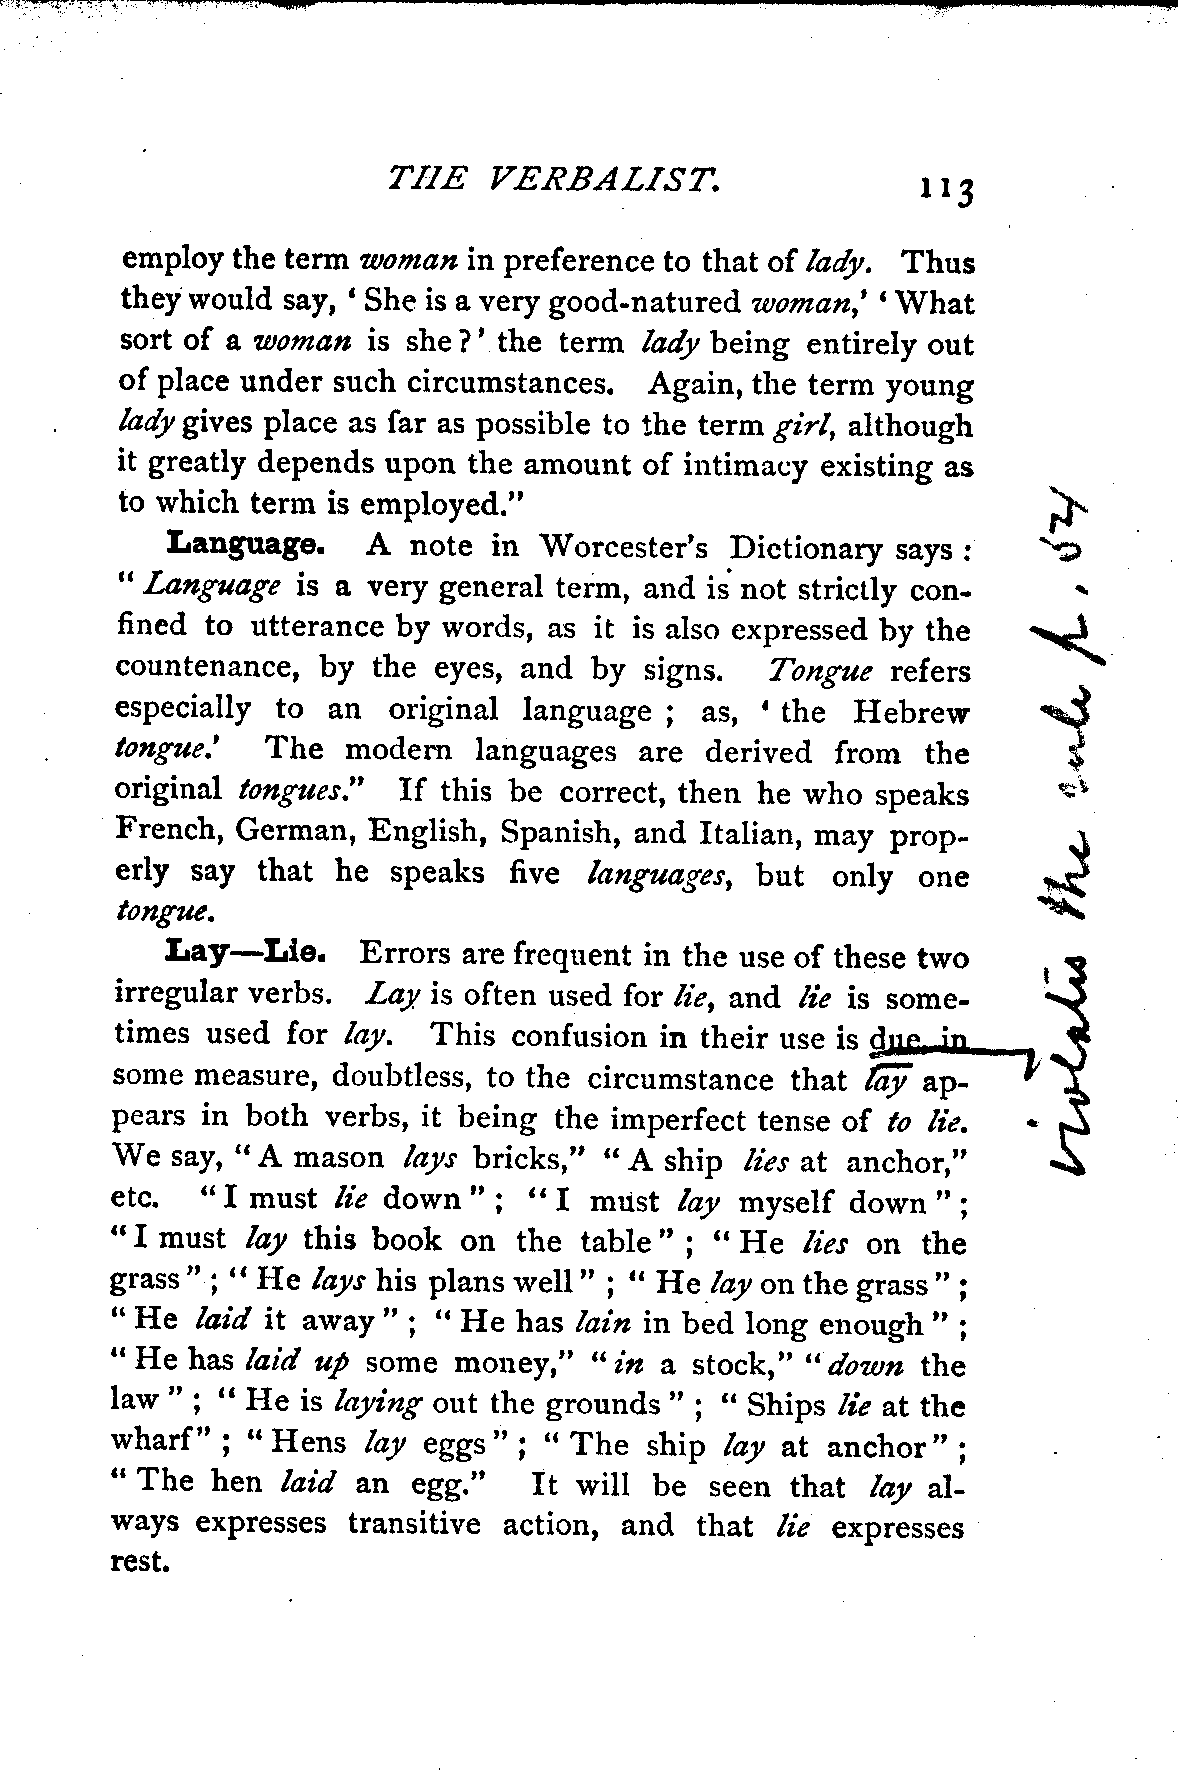 THE VERBALIST. 113
employ the term woman in preference to that of lady. Thus
they would say, ‘She is a very good-natured woman,’ ‘What
sort of a woman is she?’ the term lady being entirely out
of place under such circumstances. Again, the term young
lady gives place as far as possible to the term girl, although
it greatly depends upon the amount of intimacy existing as
to which term is employed.”
Language. A note in Worcester’s Dictionary says:
“Language is a very general term, and is not strictly con-
fined to utterance by words, as it is also expressed by the
countenance, by the eyes, and by signs. Tongue refers
especially to an original language; as, ‘the Hebrew
tongue.’ The modern languages are derived from the
original tongues.” If this be correct, then he who speaks
French, German, English, Spanish, and Italian, may prop-
erly say that he speaks five languages, but only one
tongue.
Lay—Lie. Errors are frequent in the use of these two
irregular verbs. Lay is often used for lie, and lie is some-
times used for lay. This confusion in their use is due in
some measure, doubtless, to the circumstance that lay ap-
pears in both verbs, it being the imperfect tense of to lie.
We say, “A mason lays bricks,” “A ship lies at anchor,”
etc. “I must lie down”; “I must lay myself down”;
“I must lay this book on the table”; “He lies on the
grass”; “He lays his plans well”; “He lay on the grass”;
“He laid it away”; “He has lain in bed long enough”;
“He has laid up some money,” “in a stock,” “down the
law”; “He is laying out the grounds”; “Ships lie at the
wharf”; “Hens lay eggs”; “The ship lay at anchor”;
“The hen laid an egg.” It will be seen that lay al-
ways expresses transitive action, and that lie expresses
rest.
violates the rule p. 54